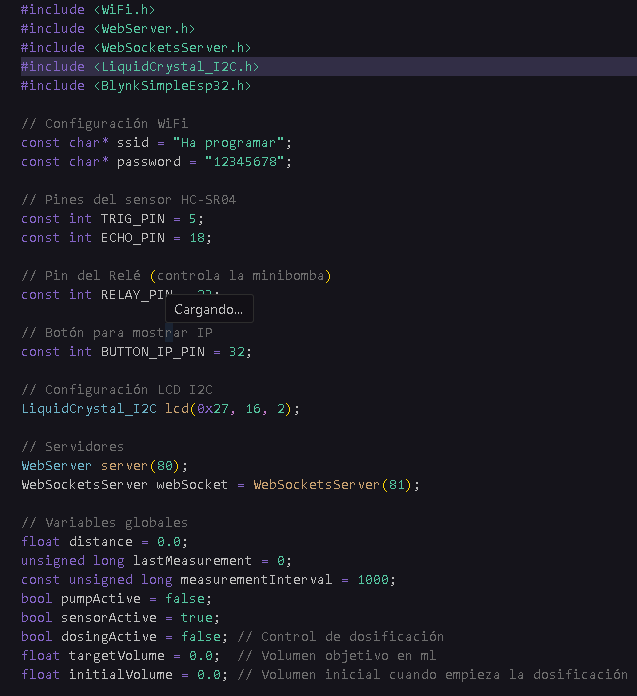 #include <WiFi.h>
#include <WebServer.h>
#include <WebSocketsServer.h>
#include <LiquidCrystal_I2C.h>
#include <BlynkSimpleEsp32.h>
// Configuración WiFi
const char* ssid = "Ha programar";
const char* password = "12345678";
// Pines del sensor HC-SR04
const int TRIG_PIN = 5;
const int ECHO_PIN = 18;
// Pin del Relé (controla la minibomba)
const int RELAY_PIN
Cargando...
// Botón para mostrar IP
const int BUTTON_IP_PIN = 32;
// Configuración LCD I2C
LiquidCrystal_I2C lcd(0x27, 16, 2);
// Servidores
WebServer server(80);
WebSocketsServer webSocket = WebSocketsServer(81);
// Variables globales
float distance = 0.0;
unsigned long lastMeasurement = 0;
const unsigned long measurementInterval = 1000;
bool pumpActive = false;
bool sensorActive = true;
bool dosingActive = false; // Control de dosificación
float targetVolume = 0.0;  // Volumen objetivo en ml
float initialVolume = 0.0; // Volumen inicial cuando empieza la dosificación